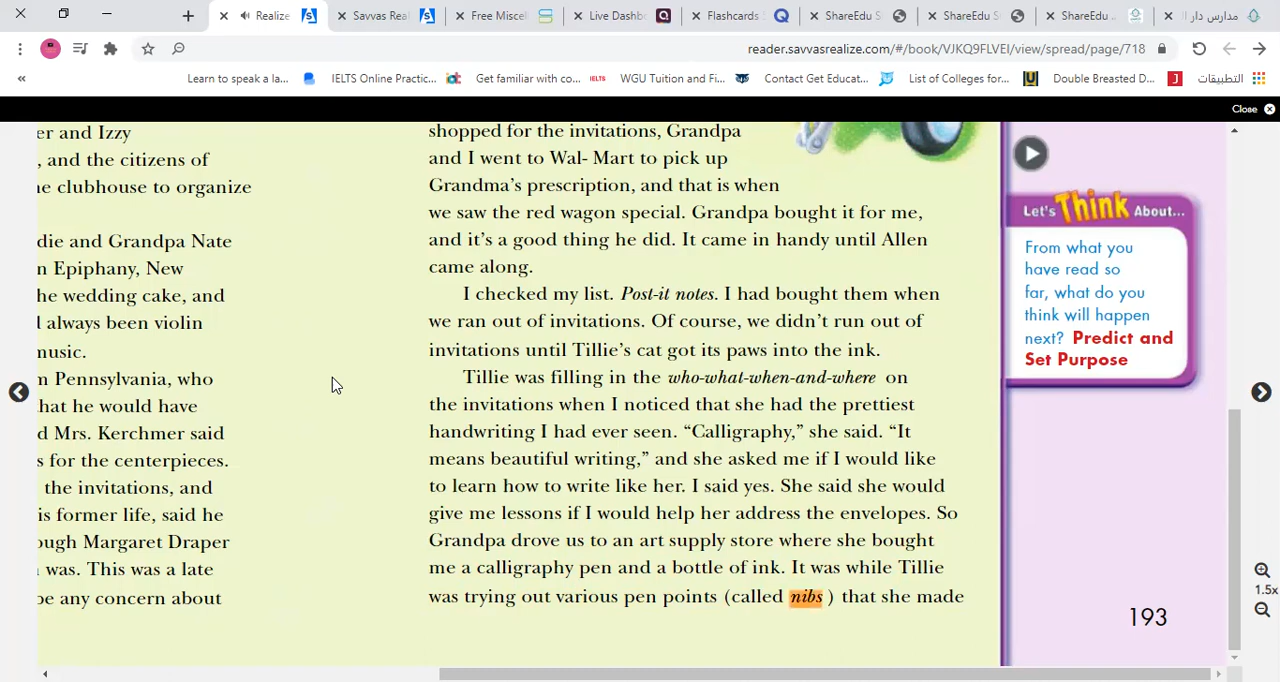 Realize
Savvas Rea
Free Miscel
Live Dashbo
Flashcards
ShareEdu S
ShareEdu S
ShareEdu ..
مدارس دار ال
reader.savvasrealize.com/#/book/VJKQ9FLVEI/view/spread/page/718
Learn to speak a la...
IELTS Online Practic...
Get familiar with co...
IELTS
WGU Tuition and Fi...
Contact Get Educat...
List of Colleges for...
Double Breasted D...
التطبيقات
Close
er and Izzy
, and the citizens of
he clubhouse to organize
die and Grandpa Nate
n Epiphany, New
he wedding cake, and
l always been violin
music.
m Pennsylvania, who
that he would have
d Mrs. Kerchmer said
s for the centerpieces.
the invitations, and
is former life, said he
ough Margaret Draper
was. This was a late
be any concern about
shopped for the invitations, Grandpa
and I went to Wal- Mart to pick up
Grandma's prescription, and that is when
we saw the red wagon special. Grandpa bought it for me,
and it's a good thing he did. It came in handy until Allen
came along.
I checked my list. Post-it notes. I had bought them when
we ran out of invitations. Of course, we didn't run out of
invitations until Tillie's cat got its paws into the ink.
Tillie was filling in the who-what-when-and-where on
the invitations when I noticed that she had the prettiest
handwriting I had ever seen. "Calligraphy," she said. "It
means beautiful writing," and she asked me if I would like
to learn how to write like her. I said yes. She said she would
give me lessons if I would help her address the envelopes. So
Grandpa drove us to an art supply store where she bought
me a calligraphy pen and a bottle of ink. It was while Tillie
was trying out various pen points (called nibs ) that she made
193
Let's Think About...
From what you
have read so
far, what do you
think will happen
next? Predict and
Set Purpose
1.5x